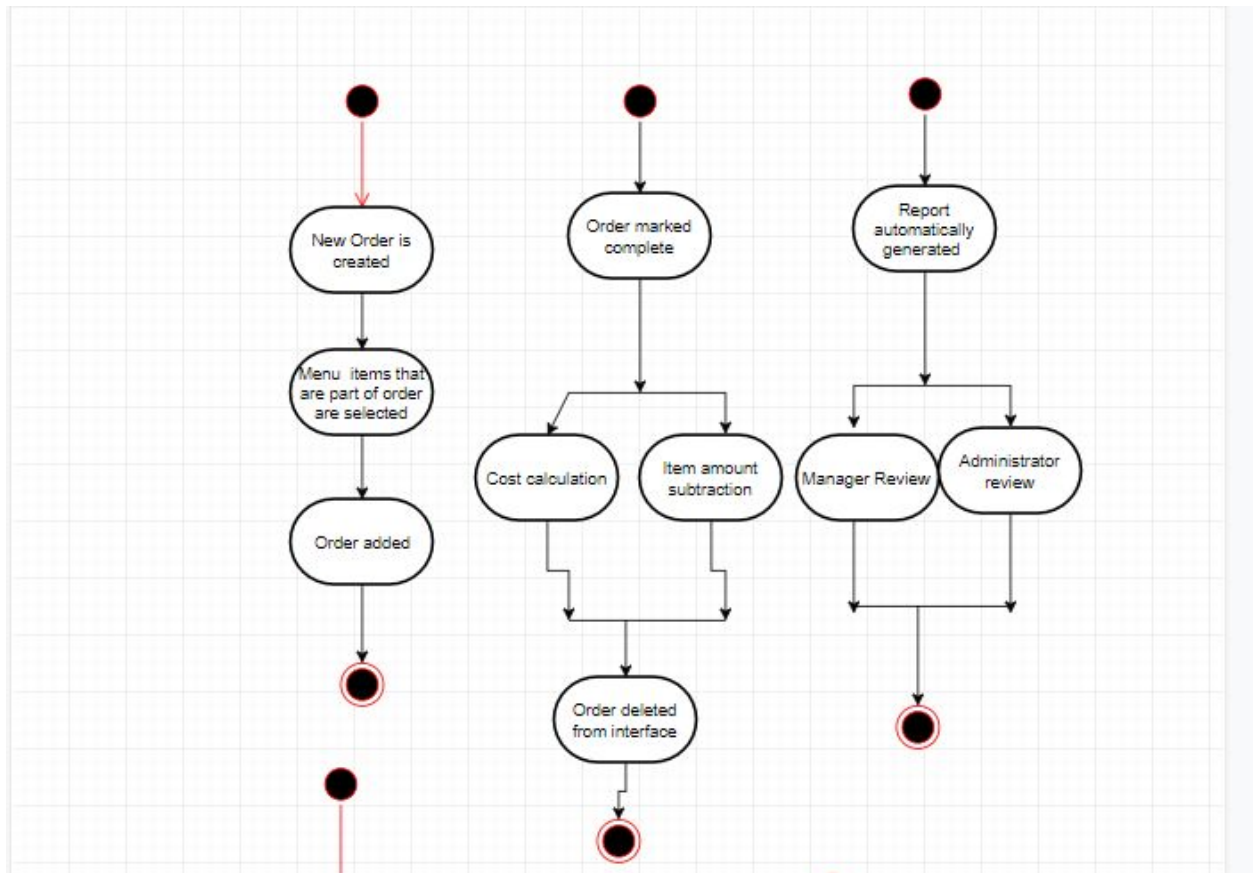 New Order is
created
Menu items that
are part of order
are selected
Order added
Order marked
complete
Cost calculation
Item amount
subtraction
Order deleted
from interface
Report
automatically
generated
Manager Review
Administrator
review